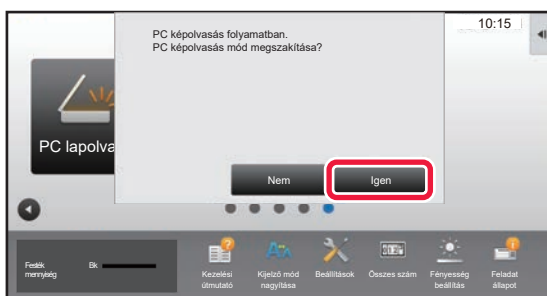 10:15
PC képolvasás folyamatban.
PC képolvasás mód megszakítása?
PC lapolva
Nem
Igen
Festék
mennyiség
Bk
Kezelési
útmutató
Kijelző mód
nagyítása
Beállítások
Összes szám
Fényesség
beállítás
Feladat
állapot